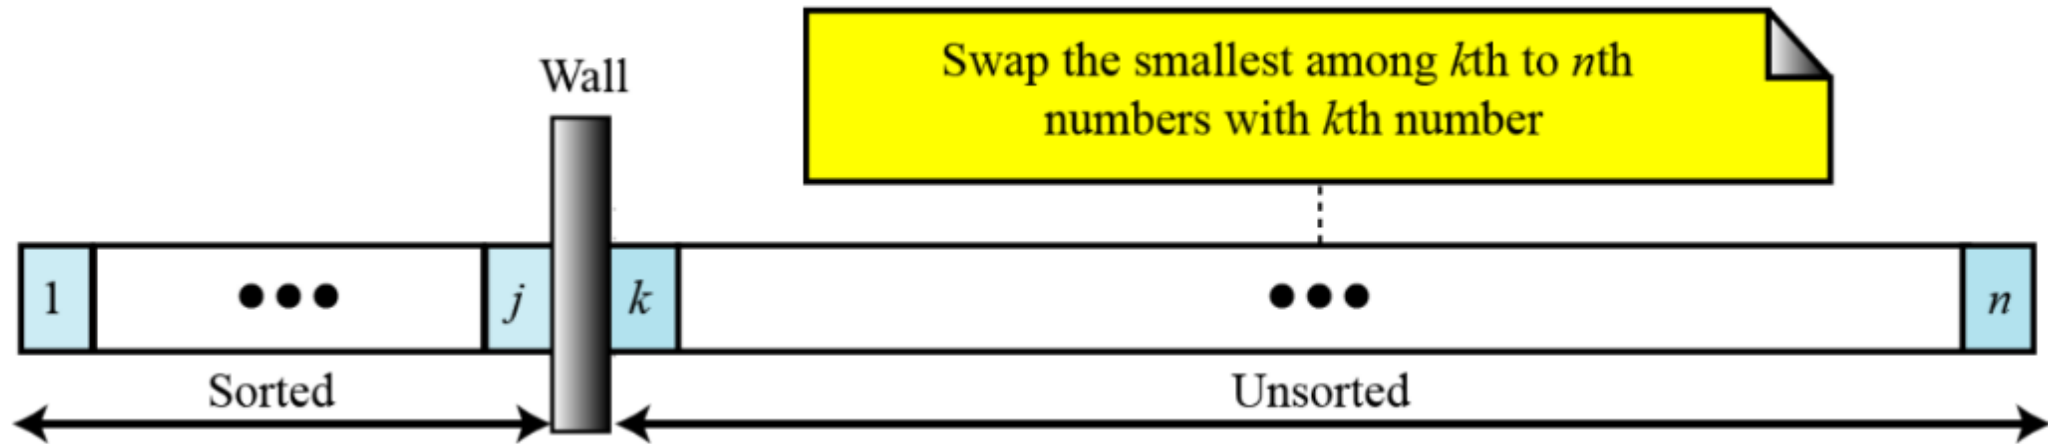 Swap the smallest among kth to nth
numbers with kth number
Wall
1 ●●● j k ●●● n
Sorted
Unsorted